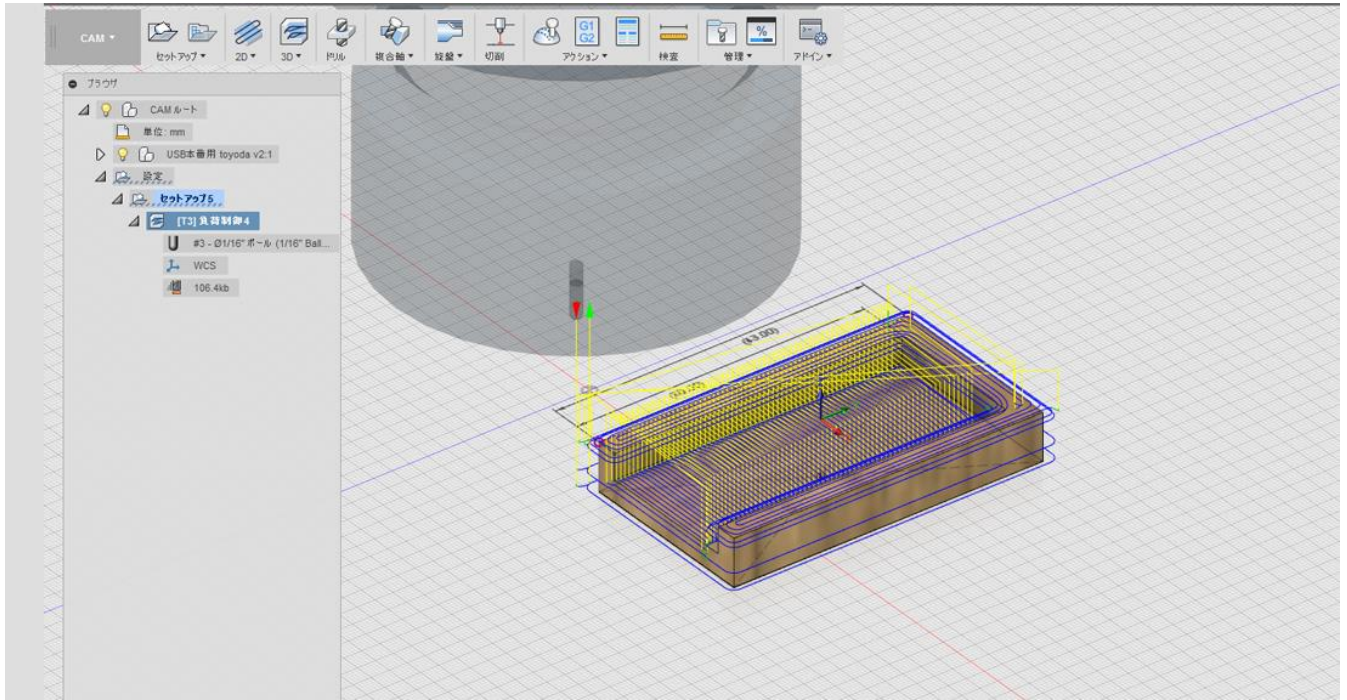 CAM
セットアップ
2D
3D
ドリル
複合軸
旋盤
切削
G1
G2
アクション
検査
%
管理
アドイン
ブラウザ
CAM ルート
単位: mm
USB本番用 toyoda v2:1
設定
セットアップ5
[T3] 負荷制御4
#3 - Ø1/16" ボール (1/16" Ball...
WCS
106.4kb